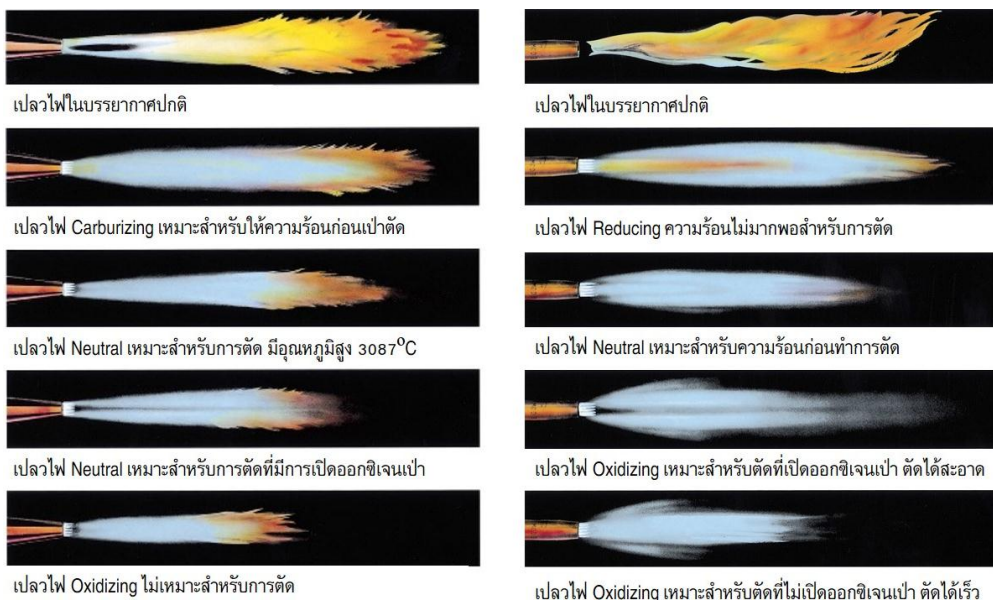 เปลวไฟในบรรยากาศปกติ
เปลวไฟ Carburizing เหมาะสำหรับให้ความร้อนก่อนเป่าตัด
เปลวไฟ Neutral เหมาะสำหรับการตัด มีอุณหภูมิสูง 3087⁰C
เปลวไฟ Neutral เหมาะสำหรับการตัดที่มีการเปิดออกซิเจนเป่า
เปลวไฟ Oxidizing ไม่เหมาะสำหรับการตัด
เปลวไฟในบรรยากาศปกติ
เปลวไฟ Reducing ความร้อนไม่มากพอสำหรับการตัด
เปลวไฟ Neutral เหมาะสำหรับความร้อนก่อนทำการตัด
เปลวไฟ Oxidizing เหมาะสำหรับตัดที่เปิดออกซิเจนเป่า ตัดได้สะอาด
เปลวไฟ Oxidizing เหมาะสำหรับตัดที่ไม่เปิดออกซิเจนเป่า ตัดได้เร็ว